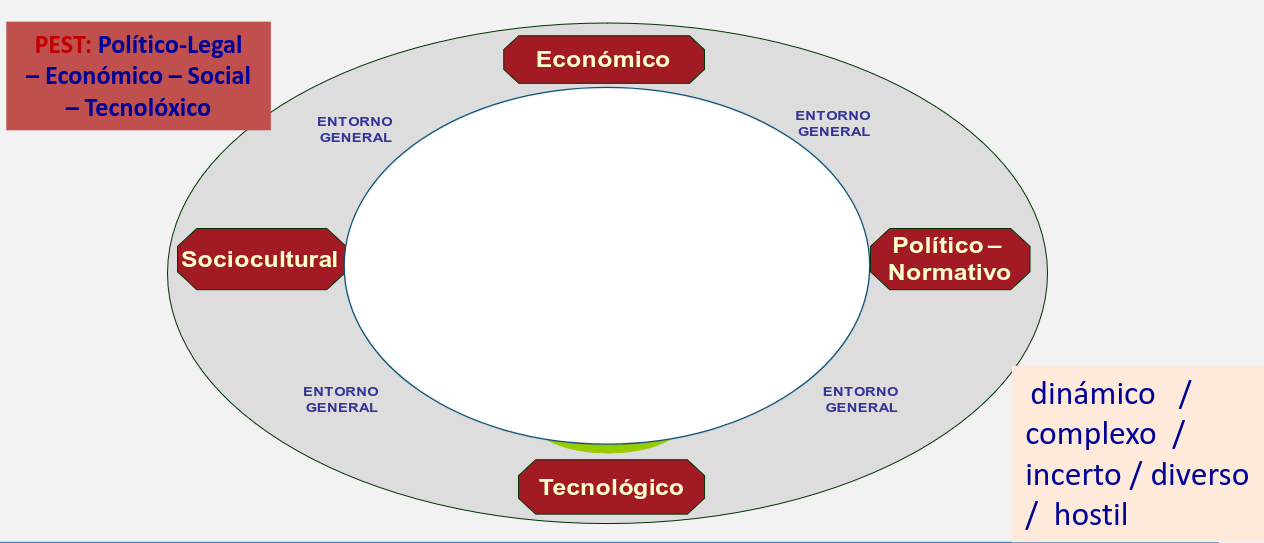 PEST: Político-Legal
– Económico – Social
– Tecnolóxico
Económico
ENTORNO
GENERAL
ENTORNO
GENERAL
Sociocultural
Político –
Normativo
ENTORNO
GENERAL
ENTORNO
GENERAL
Tecnológico
dinámico /
complexo /
incerto / diverso
/ hostil